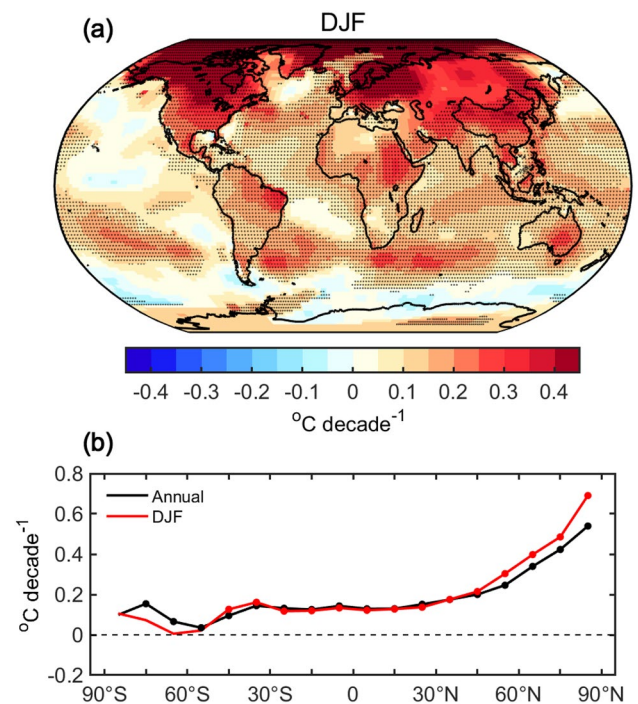 (a)
DJF
-0.4 -0.3 -0.2 -0.1 0 0.1 0.2 0.3 0.4
°C decade⁻¹
(b)
0.8
0.6
0.4
0.2
0
-0.2
°C decade⁻¹
Annual
DJF
90°S 60°S 30°S 0 30°N 60°N 90°N